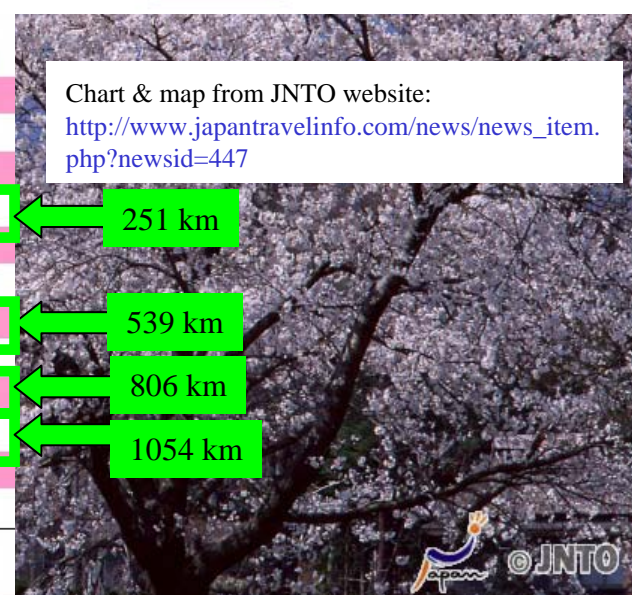 Chart & map from JNTO website:
http://www.japantravelinfo.com/news/news_item.
php?newsid=447
251 km
539 km
806 km
1054 km
Japan
© JNTO